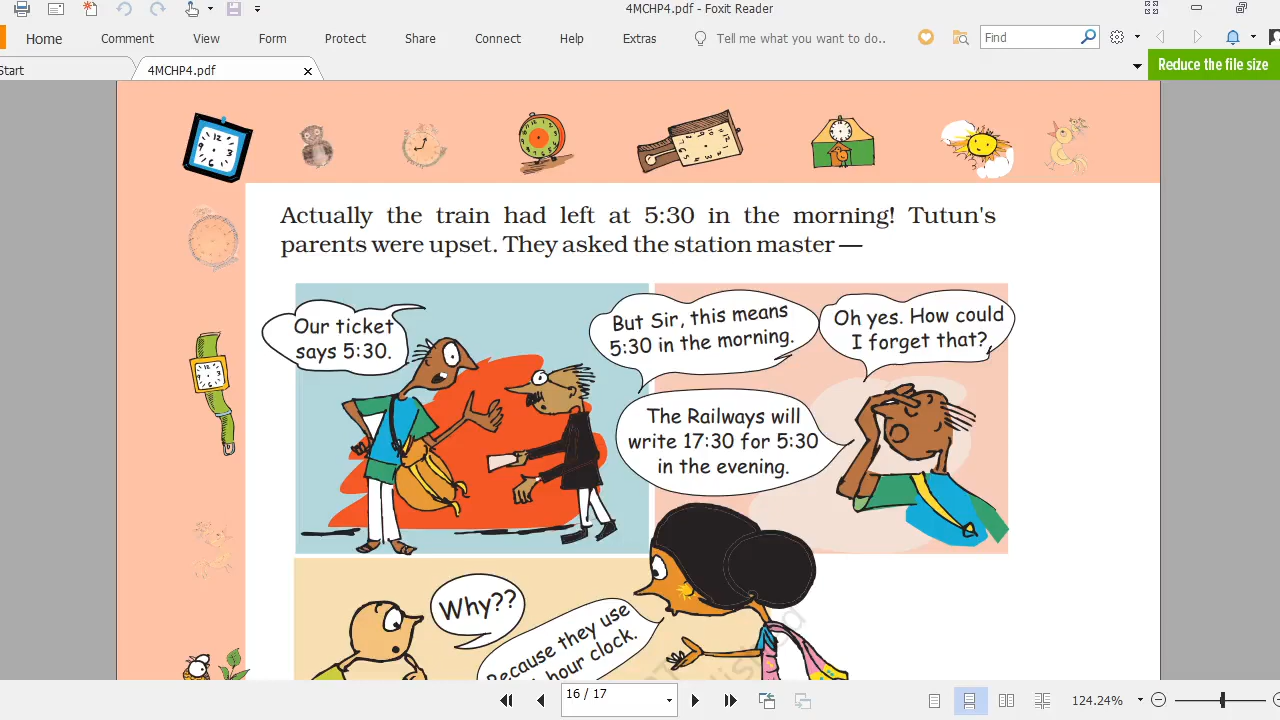 4MCHP4.pdf - Foxit Reader
Home Comment View Form Protect Share Connect Help Extras Tell me what you want to do.. Find
Start 4MCHP4.pdf × Reduce the file size
Actually the train had left at 5:30 in the morning! Tutun's
parents were upset. They asked the station master —
Our ticket
says 5:30.
But Sir, this means
5:30 in the morning.
Oh yes. How could
I forget that?
The Railways will
write 17:30 for 5:30
in the evening.
Why??
Because they use
hour clock.
16 / 17
124.24%